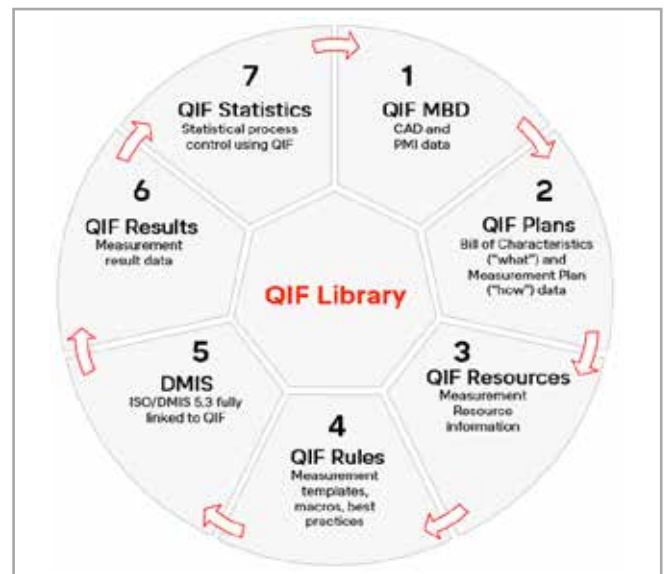 7
QIF Statistics
Statistical process
control using QIF
1
QIF MBD
CAD and
PMI data
2
QIF Plans
Bill of Characteristics
("what") and
Measurement Plan
("how") data
3
QIF Resources
Measurement
Resource
Information
4
QIF Rules
Measurement
templates,
macros, best
practices
5
DMIS
ISO/DMIS 5.3 fully
linked to QIF
6
QIF Results
Measurement
result data
QIF Library